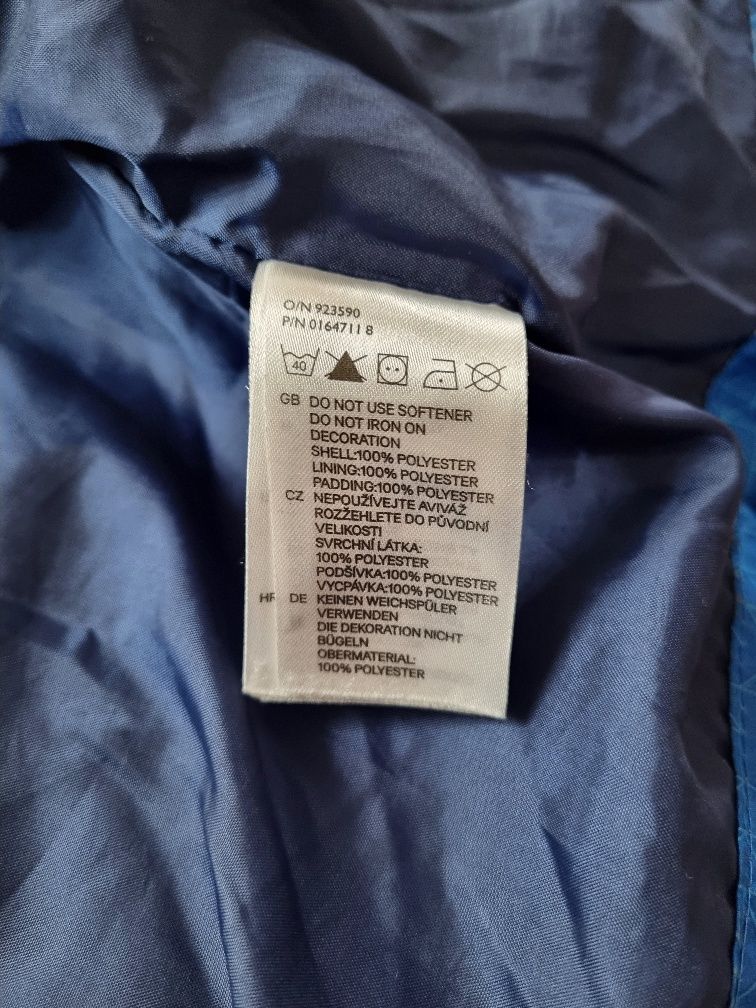 O/N 923590
P/N 0164711 8
40
GB DO NOT USE SOFTENER
DO NOT IRON ON
DECORATION
SHELL:100% POLYESTER
LINING:100% POLYESTER
PADDING:100% POLYESTER
CZ NEPOUŽÍVEJTE AVIVÁŽ
ROZŽEHLETE DO PŮVODNÍ
VELIKOSTI
SVRCHNÍ LÁTKA:
100% POLYESTER
PODŠÍVKA:100% POLYESTER
VYCPÁVKA:100% POLYESTER
HR DE KEINEN WEICHSPÜLER
VERWENDEN
DIE DEKORATION NICHT
BÜGELN
OBERMATERIAL:
100% POLYESTER